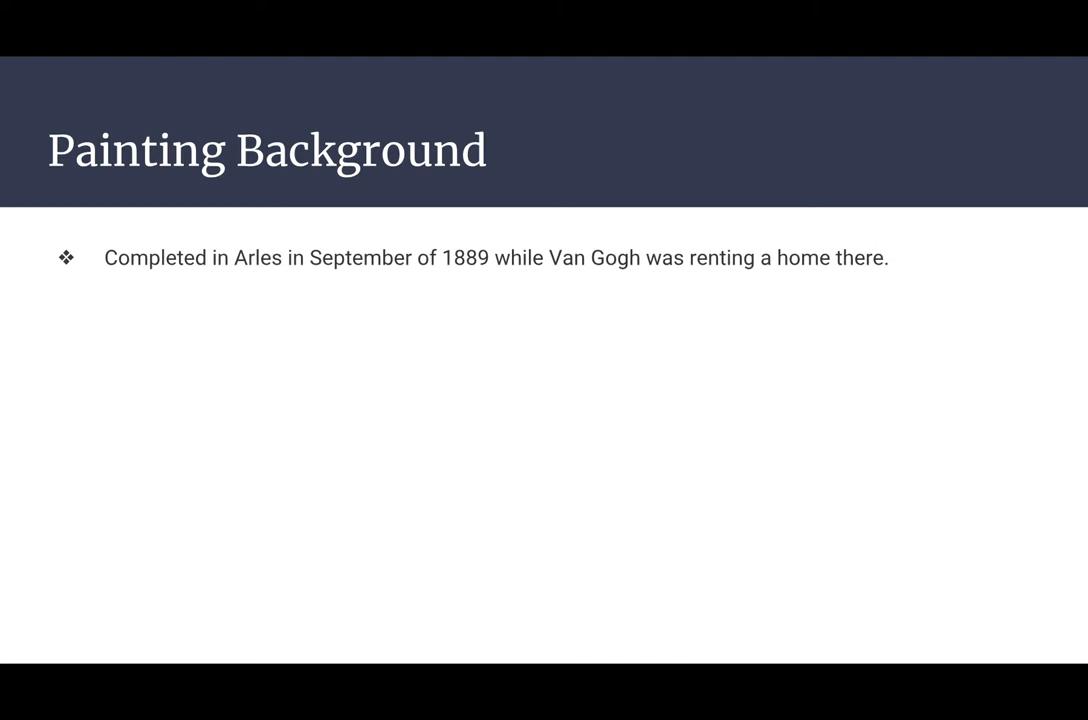 Painting Background
❖ Completed in Arles in September of 1889 while Van Gogh was renting a home there.